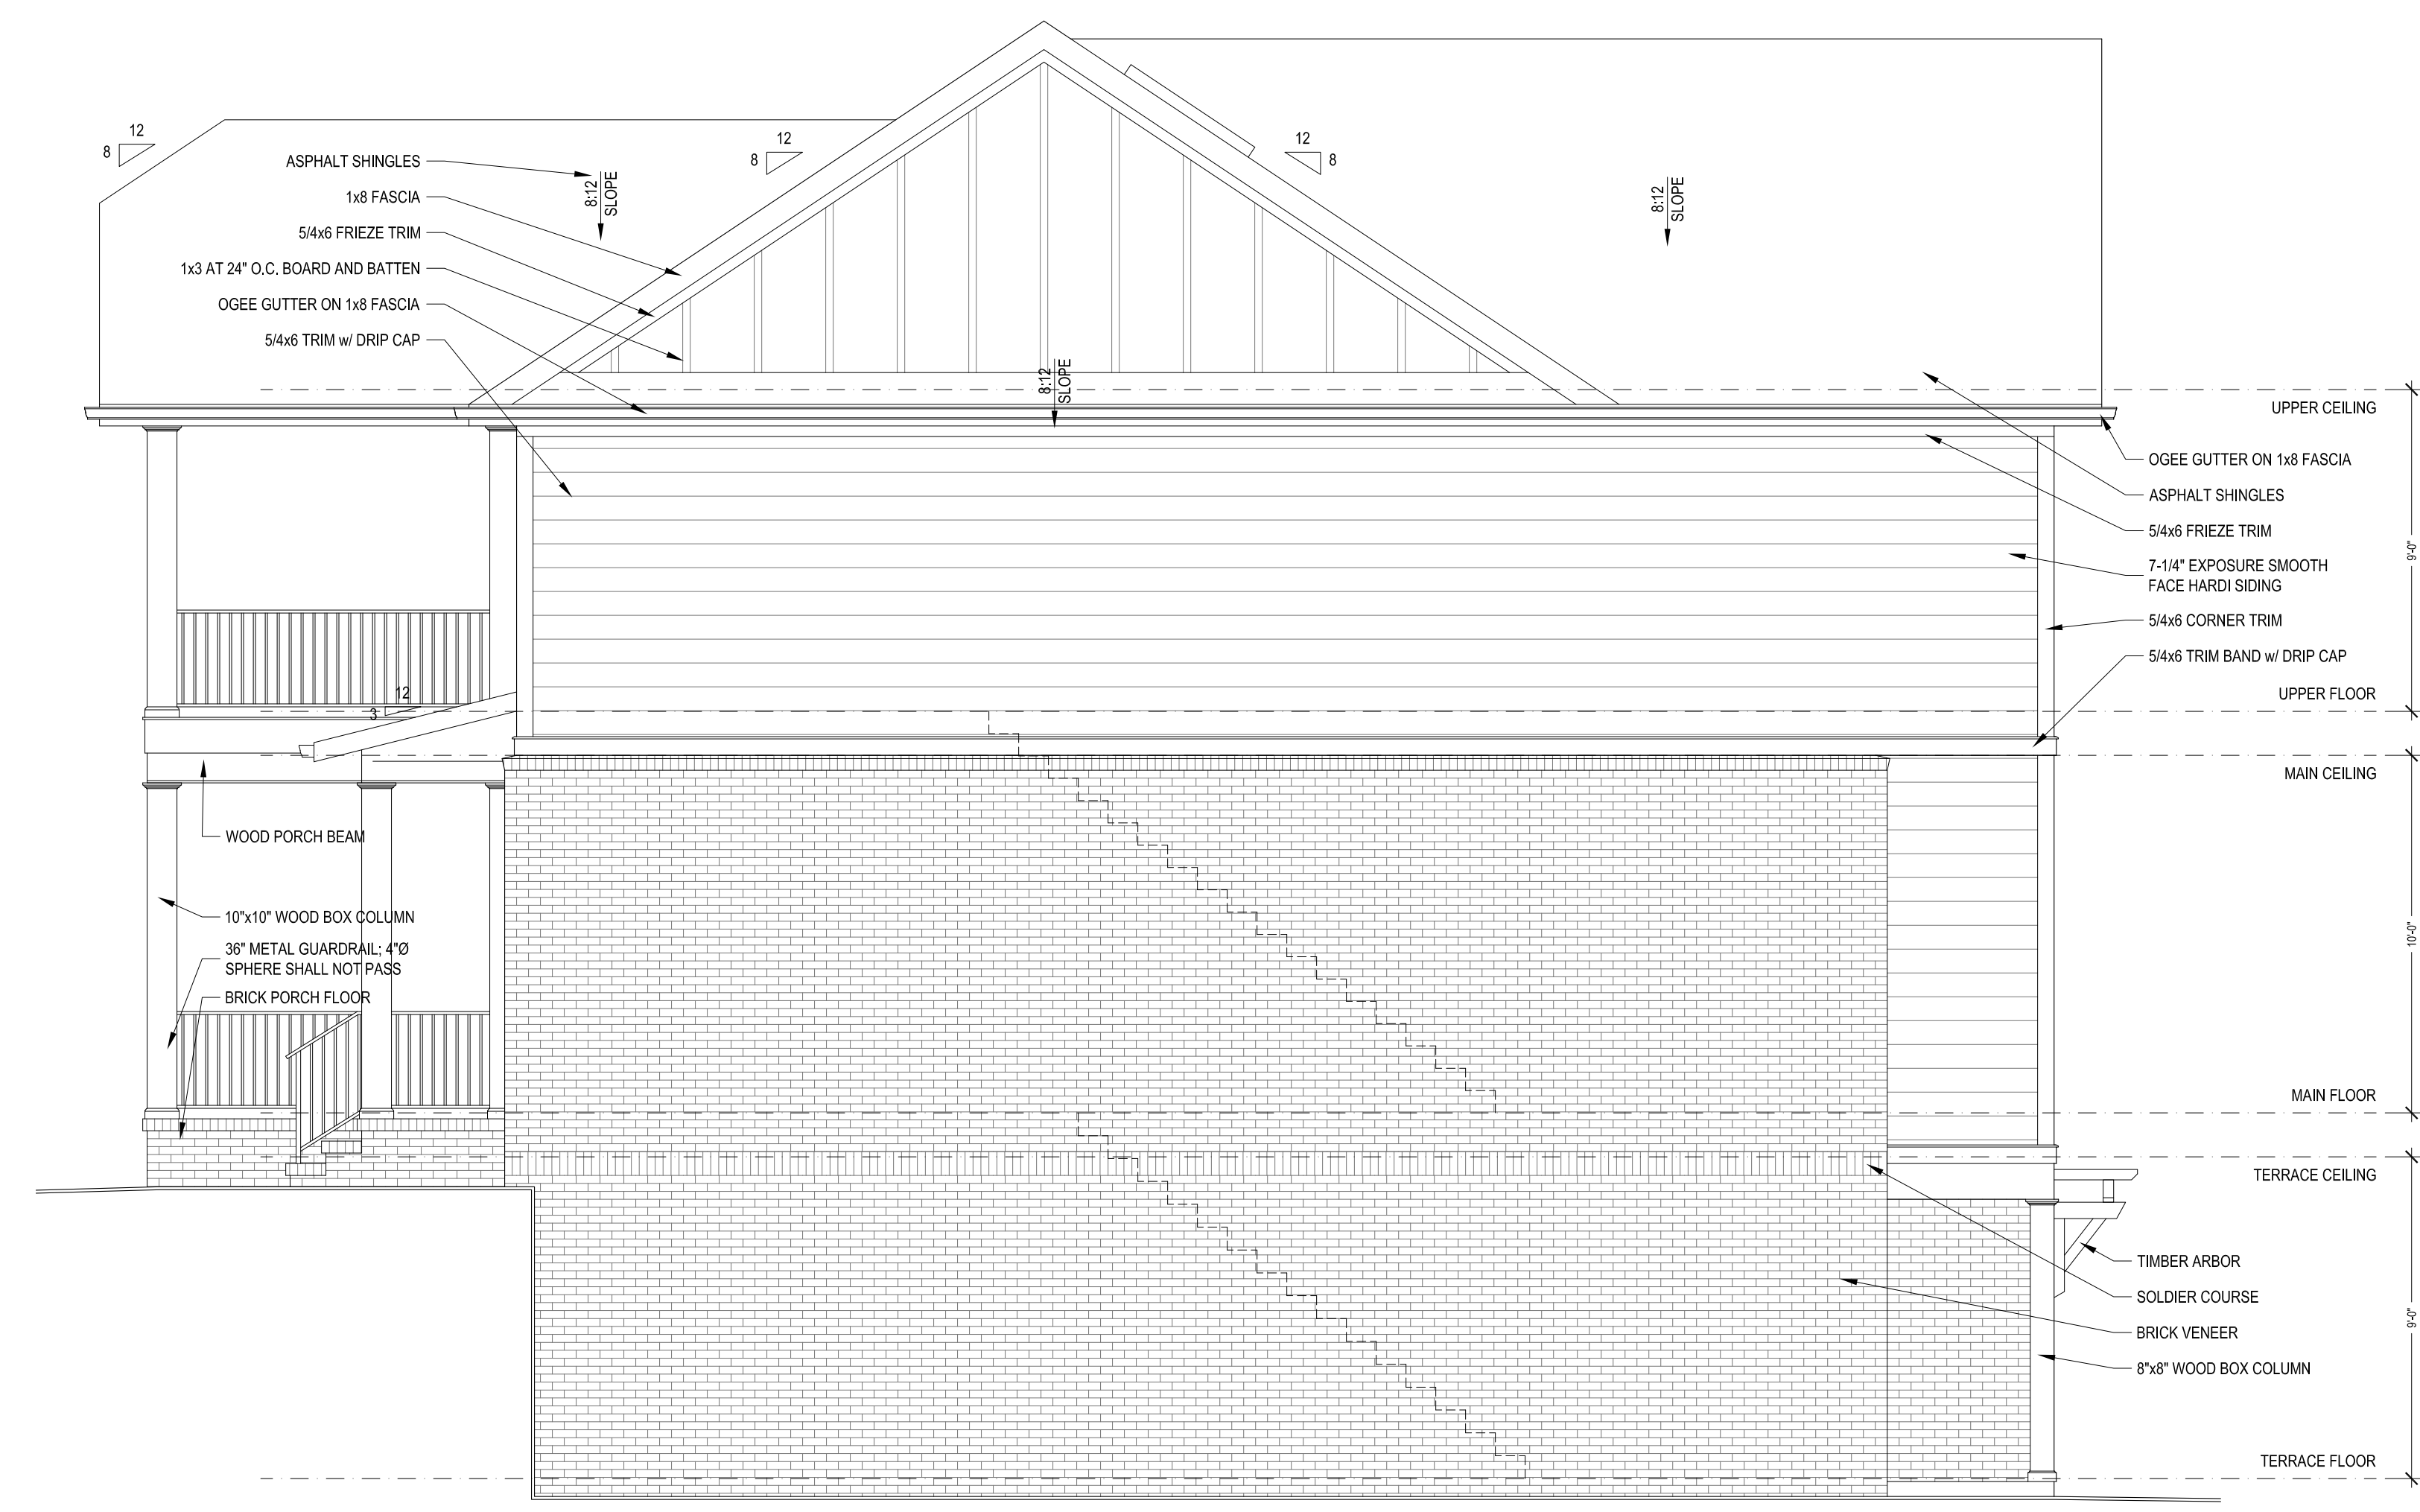 12
8
12
8
12
8
ASPHALT SHINGLES
1x8 FASCIA
5/4x6 FRIEZE TRIM
1x3 AT 24" O.C. BOARD AND BATTEN
OGEE GUTTER ON 1x8 FASCIA
5/4x6 TRIM w/ DRIP CAP
8:12
SLOPE
8:12
SLOPE
8:12
SLOPE
UPPER CEILING
OGEE GUTTER ON 1x8 FASCIA
ASPHALT SHINGLES
5/4x6 FRIEZE TRIM
7-1/4" EXPOSURE SMOOTH
FACE HARDI SIDING
5/4x6 CORNER TRIM
5/4x6 TRIM BAND w/ DRIP CAP
9'-0"
UPPER FLOOR
12
3
MAIN CEILING
WOOD PORCH BEAM
10"x10" WOOD BOX COLUMN
36" METAL GUARDRAIL; 4"Ø
SPHERE SHALL NOT PASS
BRICK PORCH FLOOR
10'-0"
MAIN FLOOR
TERRACE CEILING
TIMBER ARBOR
SOLDIER COURSE
BRICK VENEER
8"x8" WOOD BOX COLUMN
9'-0"
TERRACE FLOOR